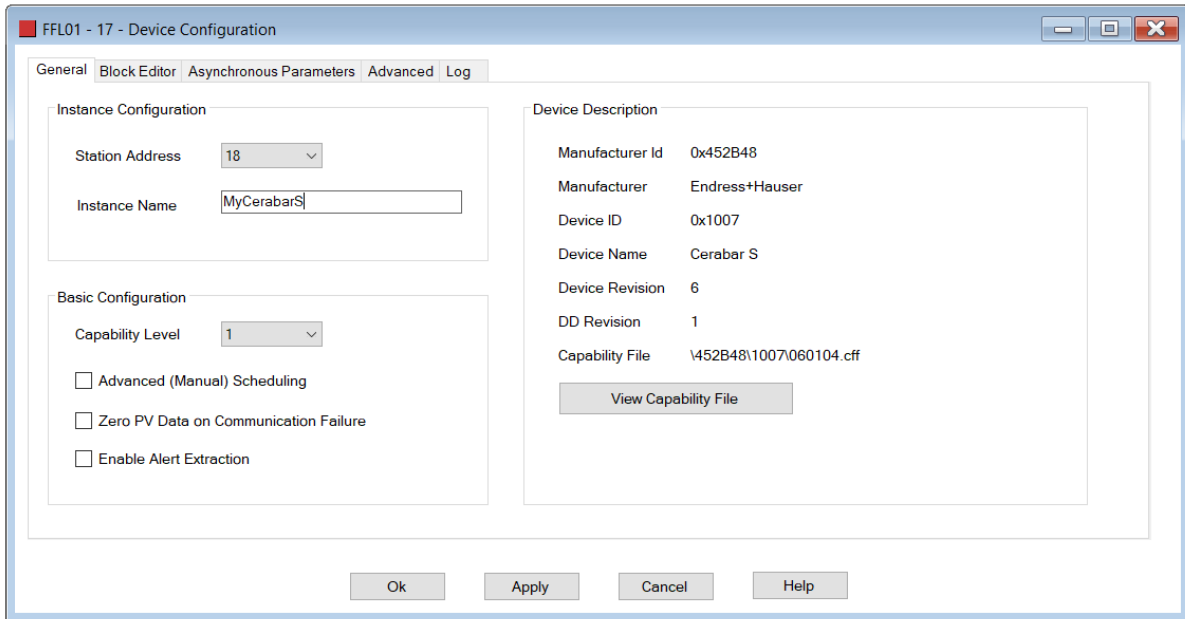 FFL01 - 17 - Device Configuration
General Block Editor Asynchronous Parameters Advanced Log
Instance Configuration
Station Address 18
Instance Name MyCerabarS
Basic Configuration
Capability Level 1
Advanced (Manual) Scheduling
Zero PV Data on Communication Failure
Enable Alert Extraction
Device Description
Manufacturer Id 0x452B48
Manufacturer Endress+Hauser
Device ID 0x1007
Device Name Cerabar S
Device Revision 6
DD Revision 1
Capability File \452B48\1007\060104.cff
View Capability File
Ok Apply Cancel Help